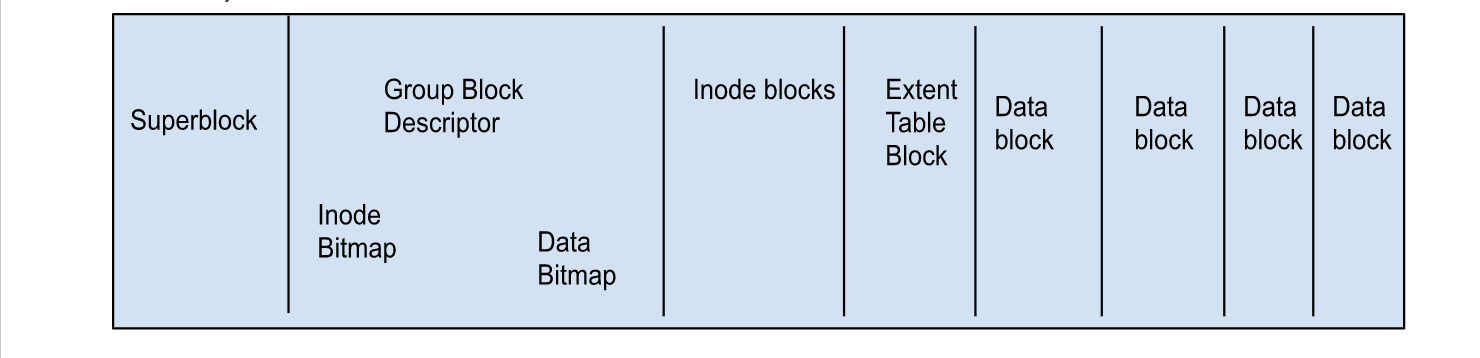 Superblock
Group Block
Descriptor
Inode
Bitmap
Data
Bitmap
Inode blocks
Extent
Table
Block
Data
block
Data
block
Data
block
Data
block